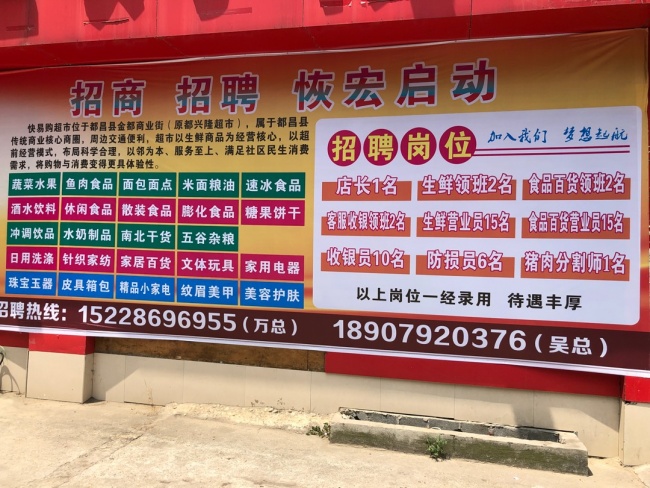 招商 招聘 恢宏启动
快易购超市位于都昌县金都商业街（原都兴隆超市），属于都昌县
传统商业核心商圈，周边交通便利，超市以生鲜商品为经营核心，以超
前经营模式，布局科学合理，以邻为本、服务至上、满足社区民生消费
需求，将购物与消费变得更具体验性。
蔬菜水果 鱼肉食品 面包面点 米面粮油 速冰食品
酒水饮料 休闲食品 散装食品 膨化食品 糖果饼干
冲调饮品 水奶制品 南北干货 五谷杂粮
日用洗涤 针织家纺 家居百货 文体玩具 家用电器
珠宝玉器 皮具箱包 精品小家电 纹眉美甲 美容护肤
招聘岗位 加入我们 梦想起航
店长1名 生鲜领班2名 食品百货领班2名
客服收银领班2名 生鲜营业员15名 食品百货营业员15名
收银员10名 防损员6名 猪肉分割师1名
以上岗位一经录用 待遇丰厚
招聘热线：15228696955（万总） 18907920376（吴总）